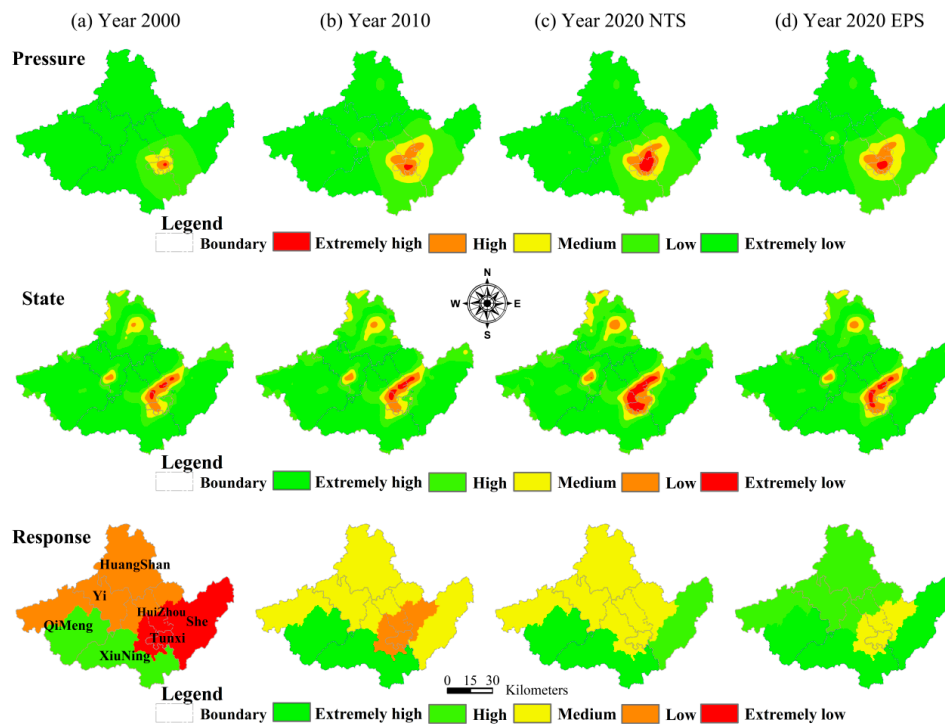 (a) Year 2000 (b) Year 2010 (c) Year 2020 NTS (d) Year 2020 EPS
Pressure
Legend
Boundary Extremely high High Medium Low Extremely low
State
N
W E
S
Legend
Boundary Extremely high High Medium Low Extremely low
Response
HuangShan
Yi
HuiZhou
She
QiMeng
Tunxi
XiuNing
0 15 30
Kilometers
Legend
Boundary Extremely high High Medium Low Extremely low